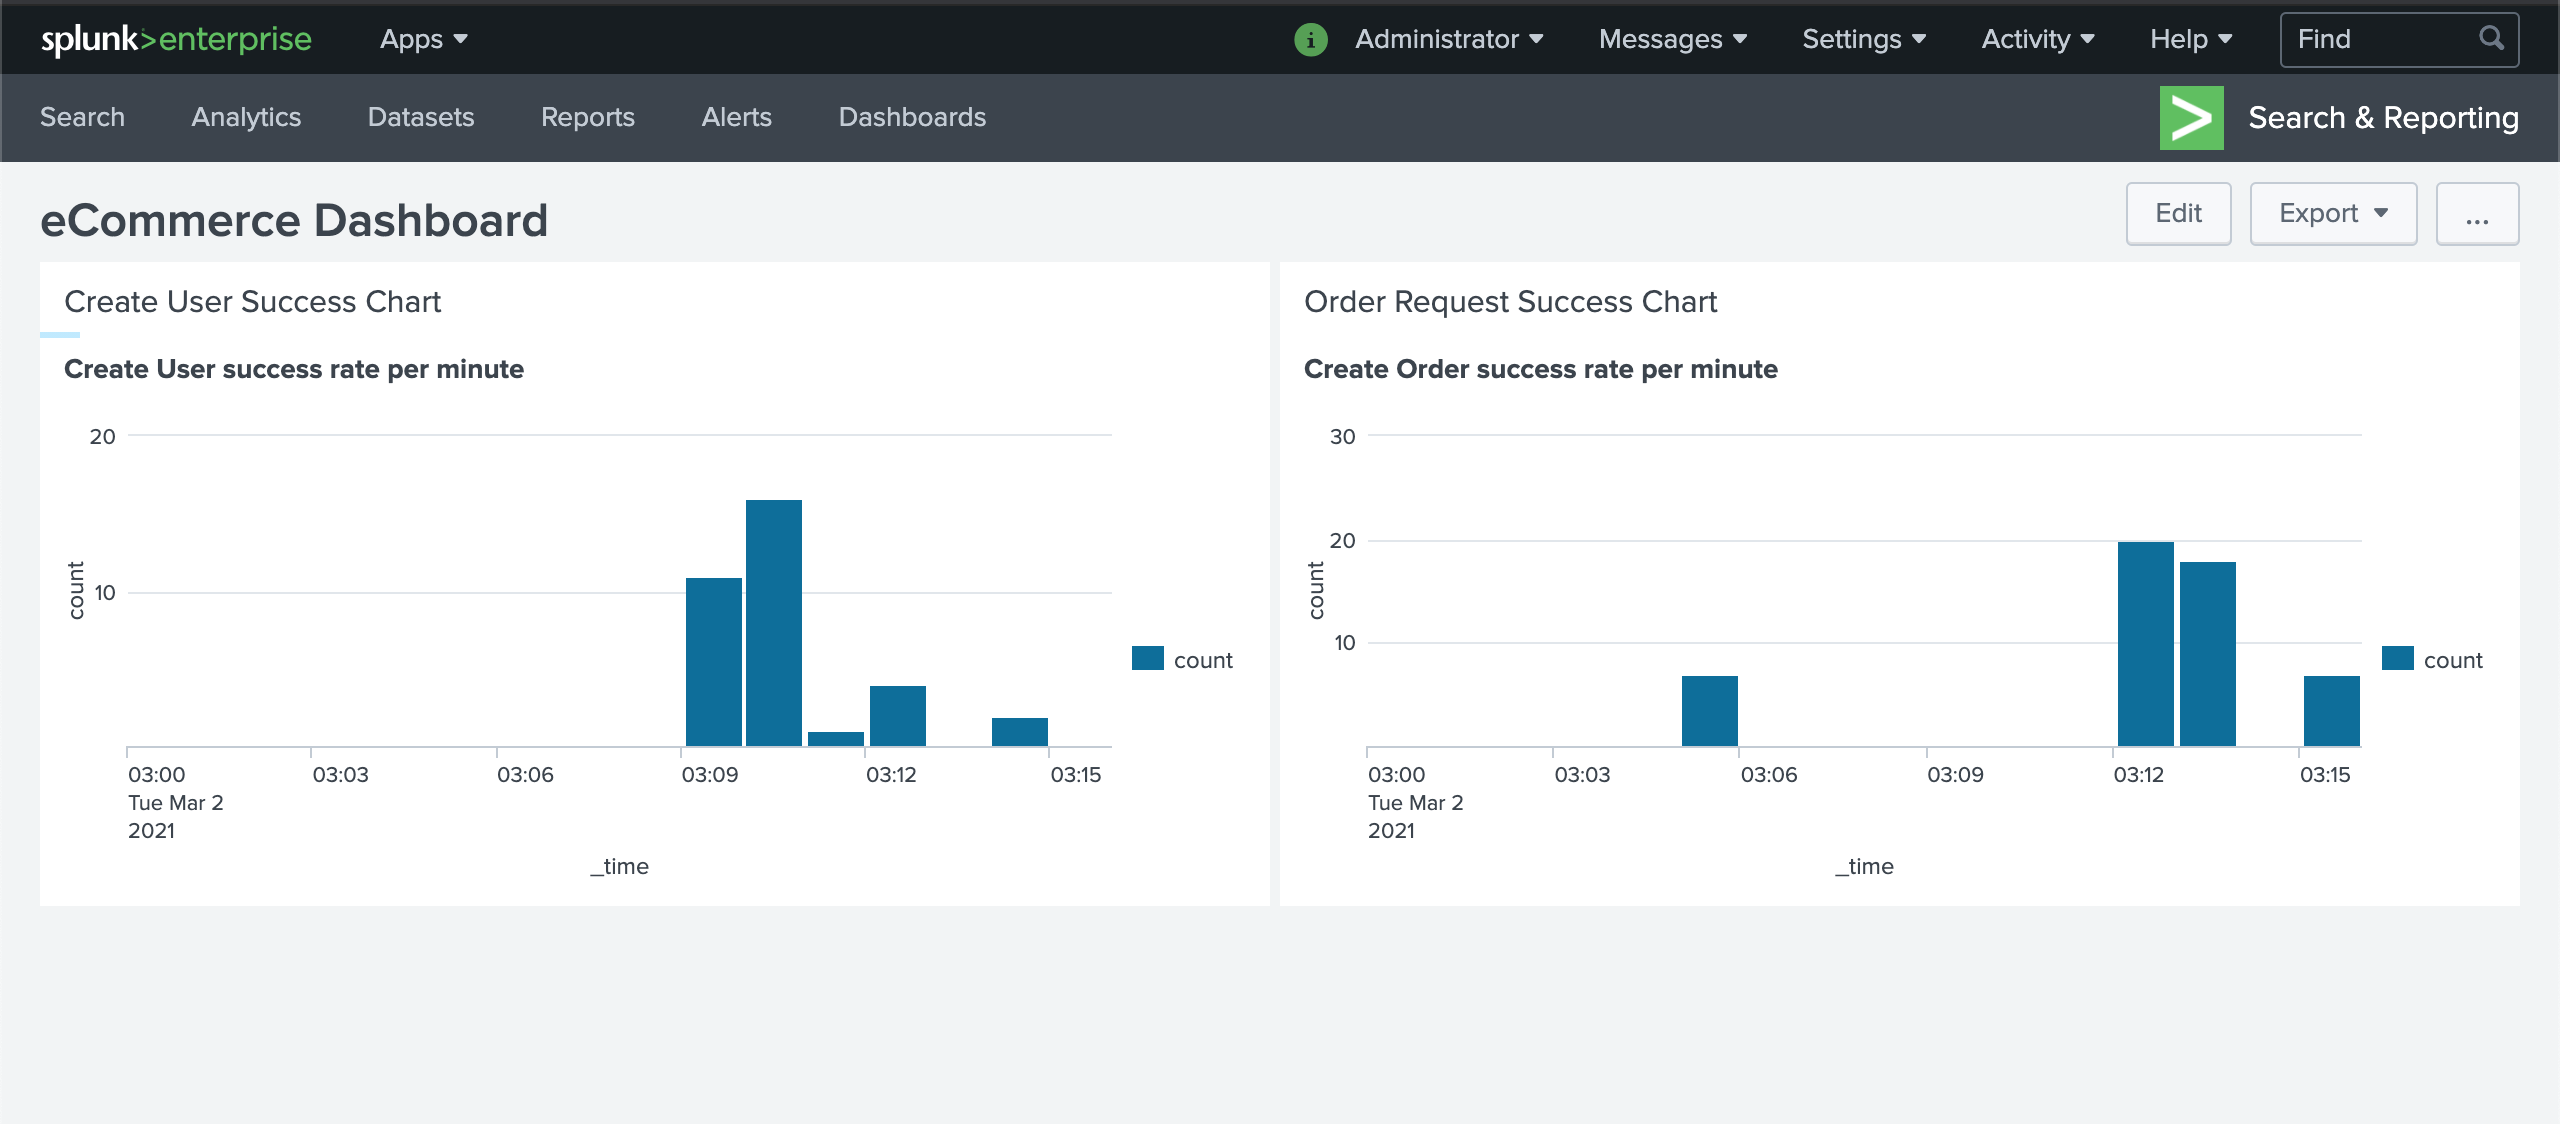 splunk>enterprise Apps Administrator Messages Settings Activity Help Find
Search Analytics Datasets Reports Alerts Dashboards Search & Reporting
eCommerce Dashboard Edit Export ...
Create User Success Chart
Create User success rate per minute
20
10
count
count
03:00 03:03 03:06 03:09 03:12 03:15
Tue Mar 2
2021
_time
Order Request Success Chart
Create Order success rate per minute
30
20
10
count
count
03:00 03:03 03:06 03:09 03:12 03:15
Tue Mar 2
2021
_time